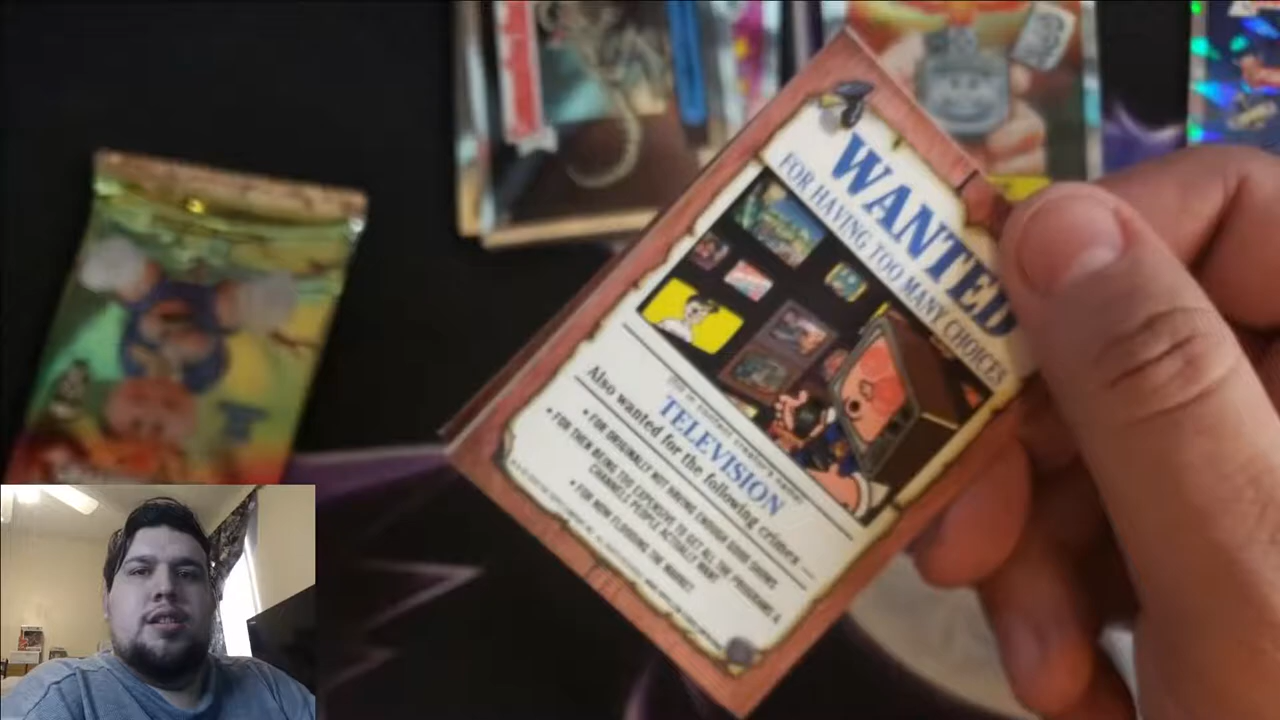 WANTED
FOR HAVING TOO MANY CHOICES
TELEVISION
Also wanted for the following crimes —
• FOR ORIGINALLY NOT HAVING ENOUGH GOOD SHOWS
• FOR THEN BEING TOO EXPENSIVE TO GET ALL THE PROGRAMS &
CHANNELS PEOPLE ACTUALLY WANT
• FOR NOW FLOODING THE MARKET